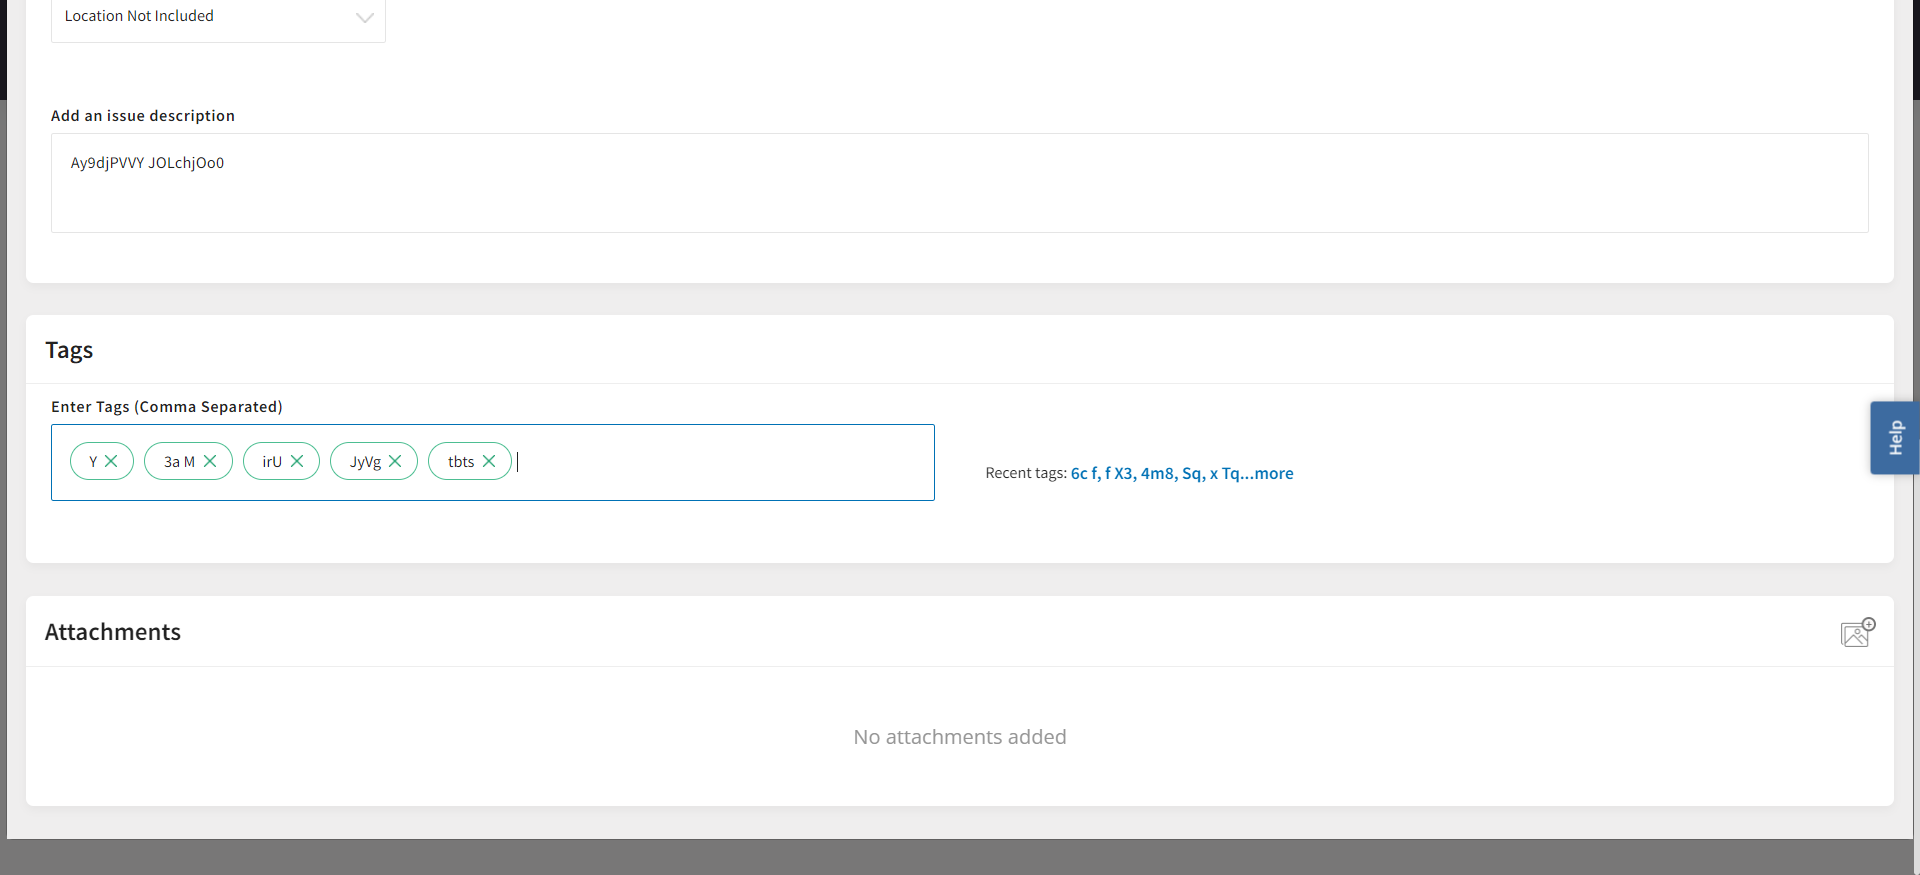 Location Not Included
Add an issue description
Ay9djPVVY JOLchjOo0
Tags
Enter Tags (Comma Separated)
Y 3a M irU JyVg tbts
Recent tags: 6c f, f X3, 4m8, Sq, x Tq...more
Help
Attachments
No attachments added